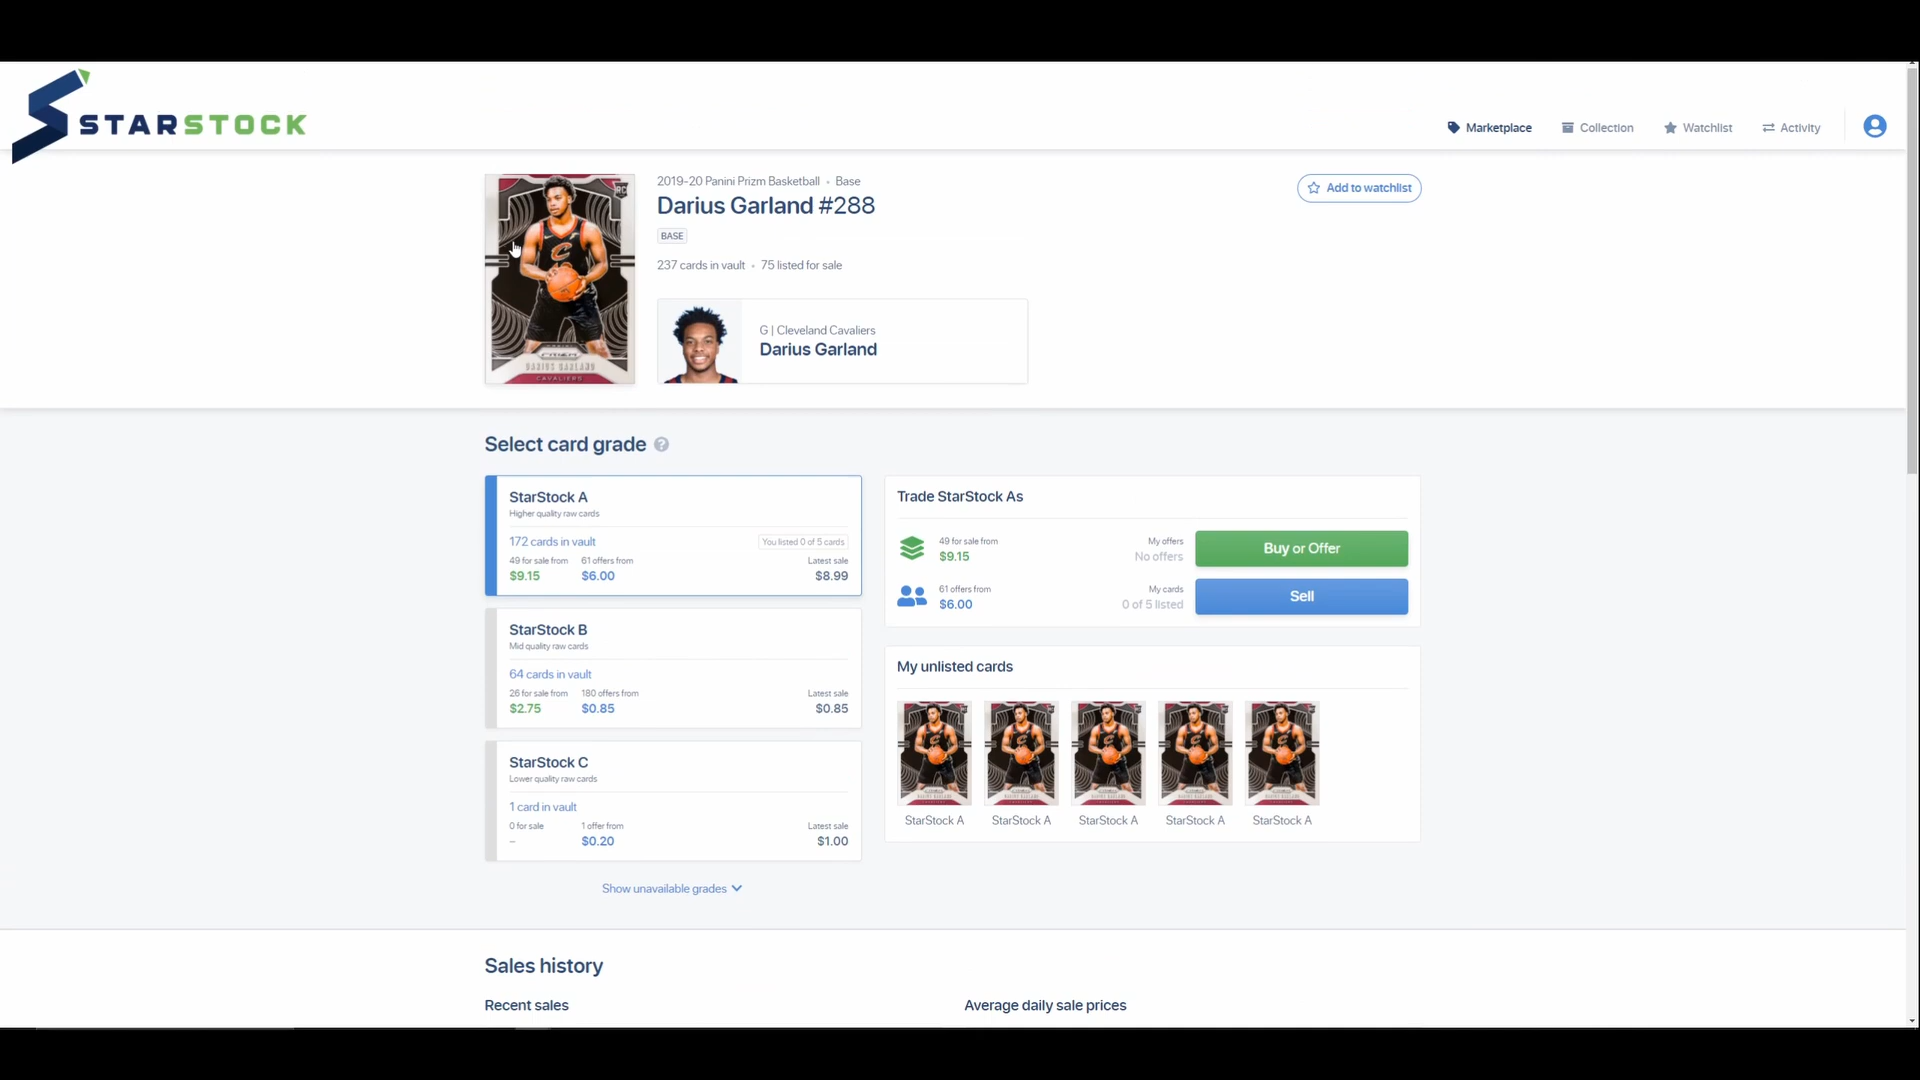 STARSTOCK
Marketplace
Collection
Watchlist
Activity
2019-20 Panini Prizm Basketball • Base
Darius Garland #288
BASE
237 cards in vault • 75 listed for sale
Add to watchlist
RC
DARIUS GARLAND
CAVALIERS
G | Cleveland Cavaliers
Darius Garland
Select card grade ?
StarStock A
Higher quality raw cards
172 cards in vault
You listed 0 of 5 cards
49 for sale from
61 offers from
Latest sale
$9.15
$6.00
$8.99
StarStock B
Mid quality raw cards
64 cards in vault
26 for sale from
180 offers from
Latest sale
$2.75
$0.85
$0.85
StarStock C
Lower quality raw cards
1 card in vault
0 for sale
1 offer from
Latest sale
–
$0.20
$1.00
Show unavailable grades
Trade StarStock As
49 for sale from
$9.15
My offers
No offers
Buy or Offer
61 offers from
$6.00
My cards
0 of 5 listed
Sell
My unlisted cards
StarStock A
StarStock A
StarStock A
StarStock A
StarStock A
Sales history
Recent sales
Average daily sale prices